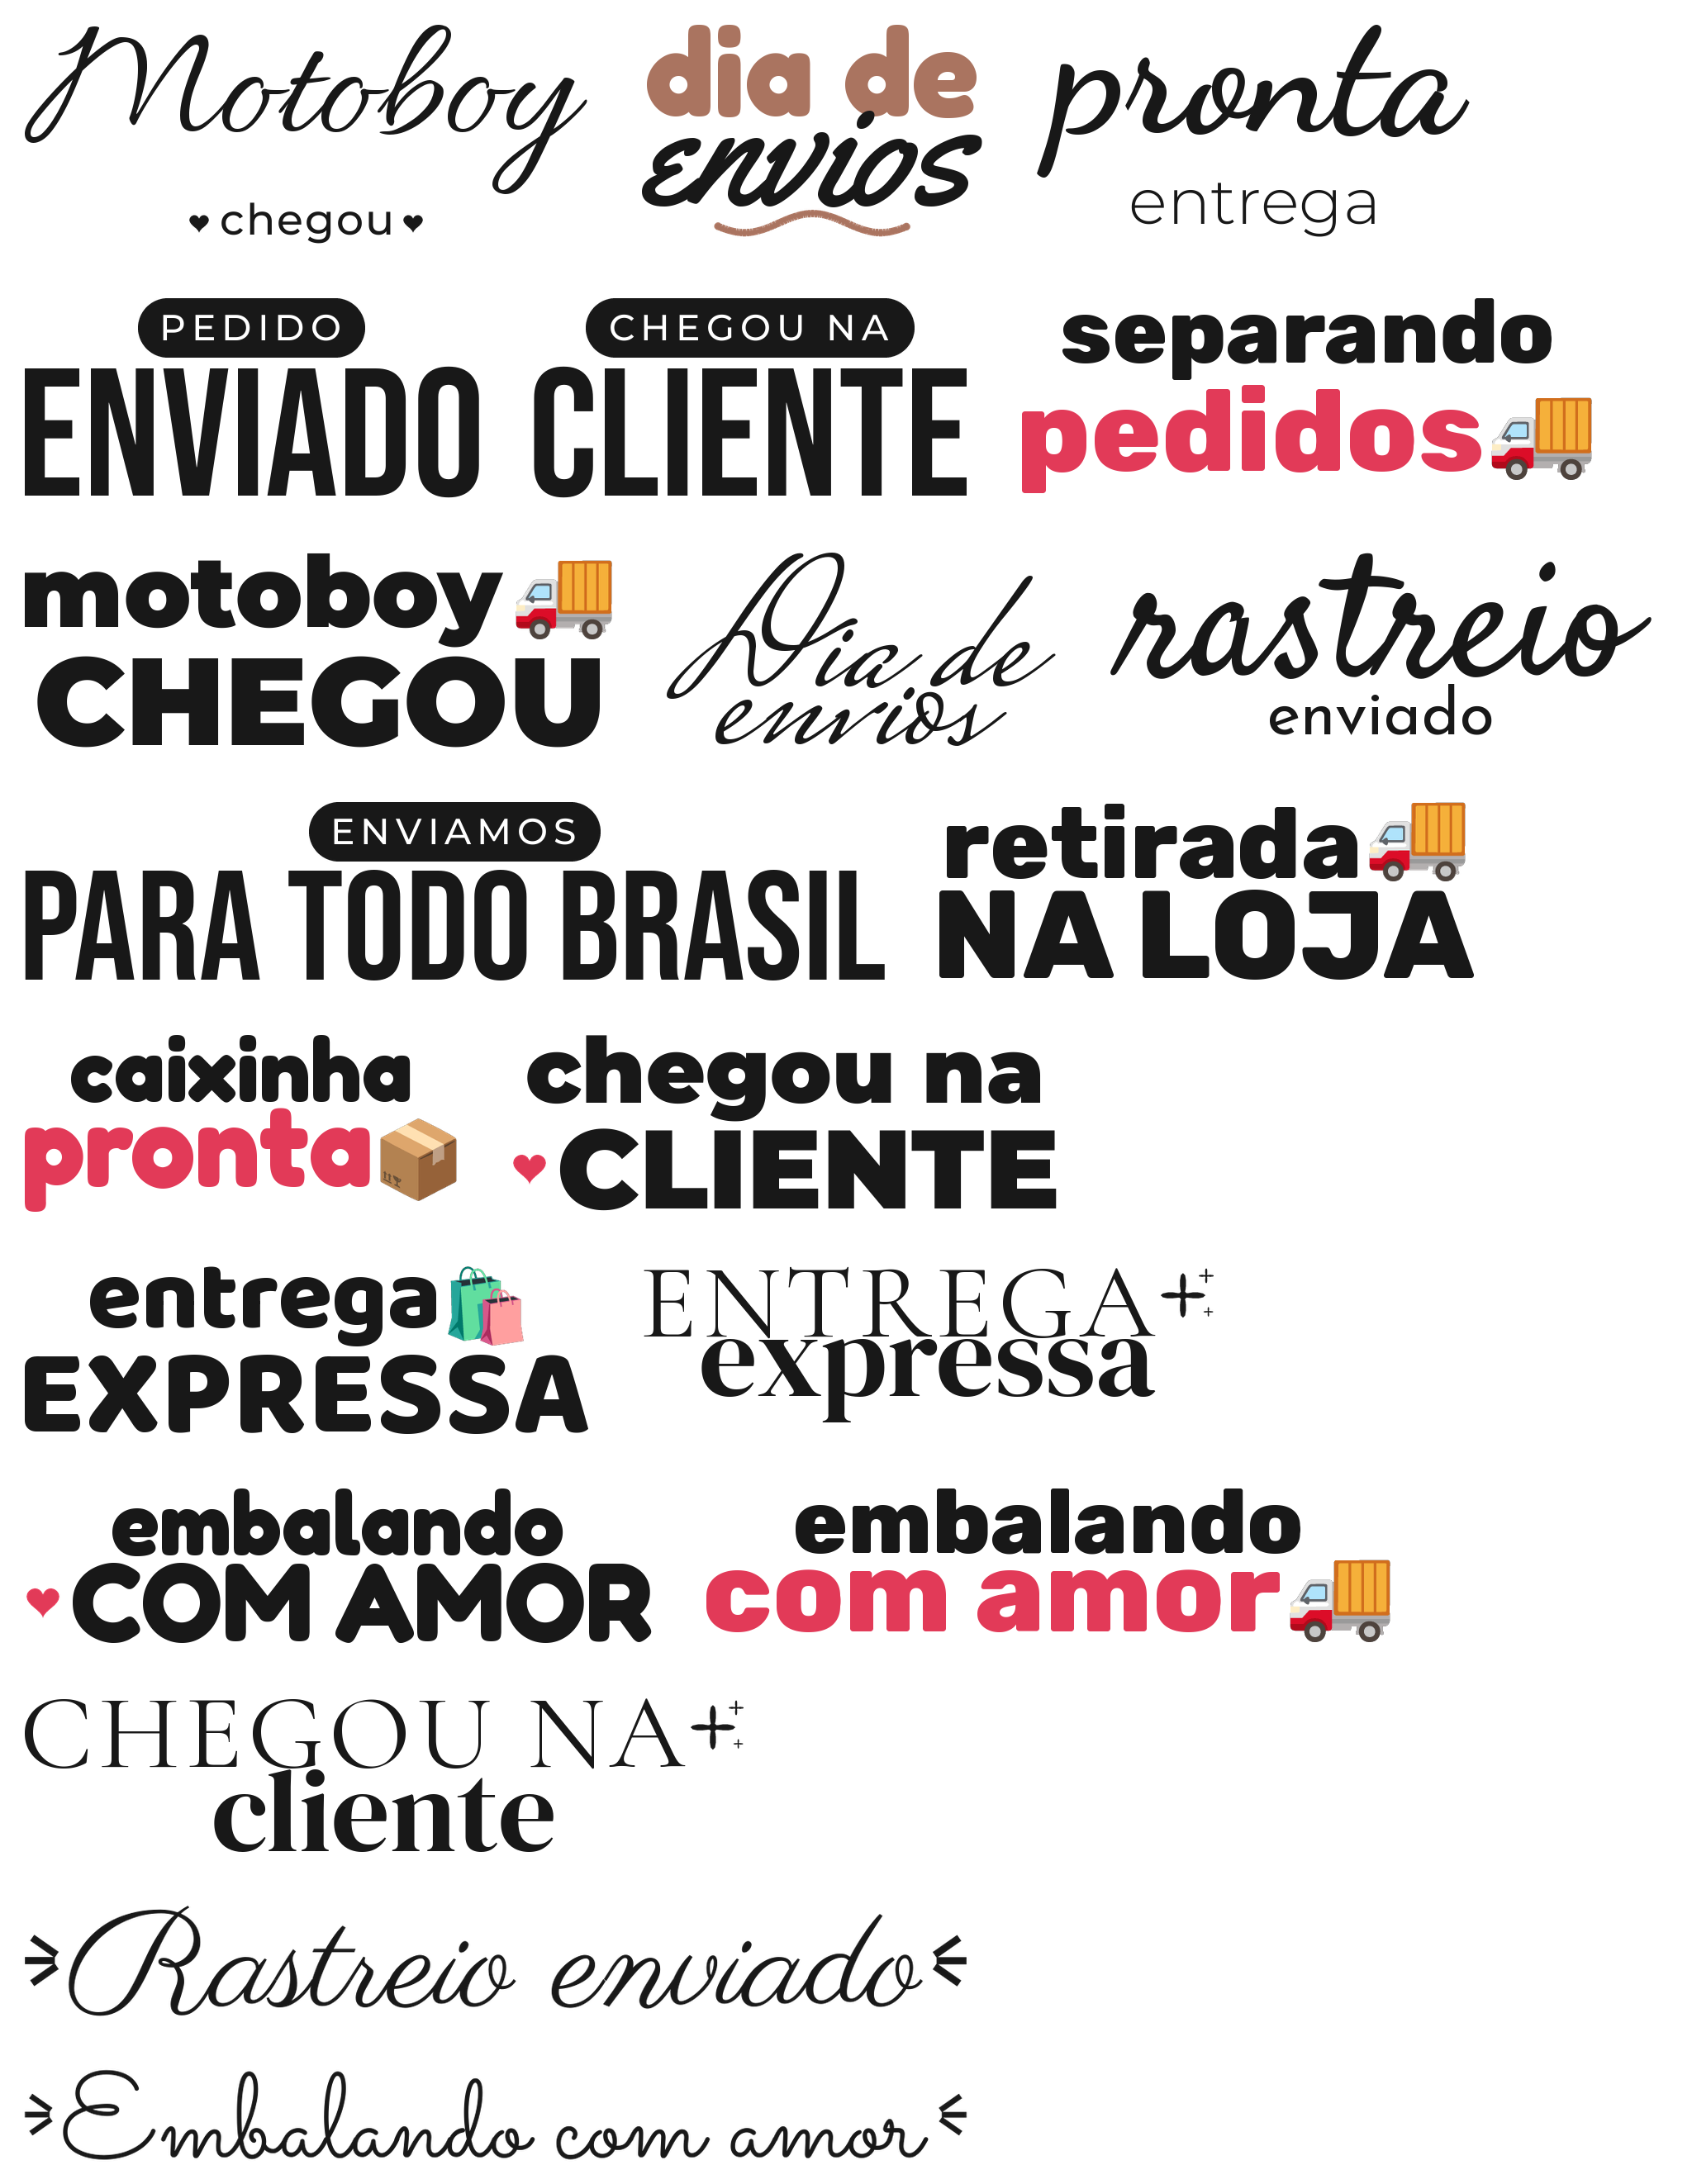 Motoboy
chegou
dia de
envios
pronta
entrega
PEDIDO
ENVIADO
CHEGOU NA
CLIENTE
separando
pedidos
motoboy
CHEGOU
Dia de
envios
rastreio
enviado
ENVIAMOS
PARA TODO BRASIL
retirada
NA LOJA
caixinha
pronta
chegou na
CLIENTE
entrega
EXPRESSA
ENTREGA
expressa
embalando
COM AMOR
embalando
com amor
CHEGOU NA
cliente
Rastreio enviado
Embalando com amor